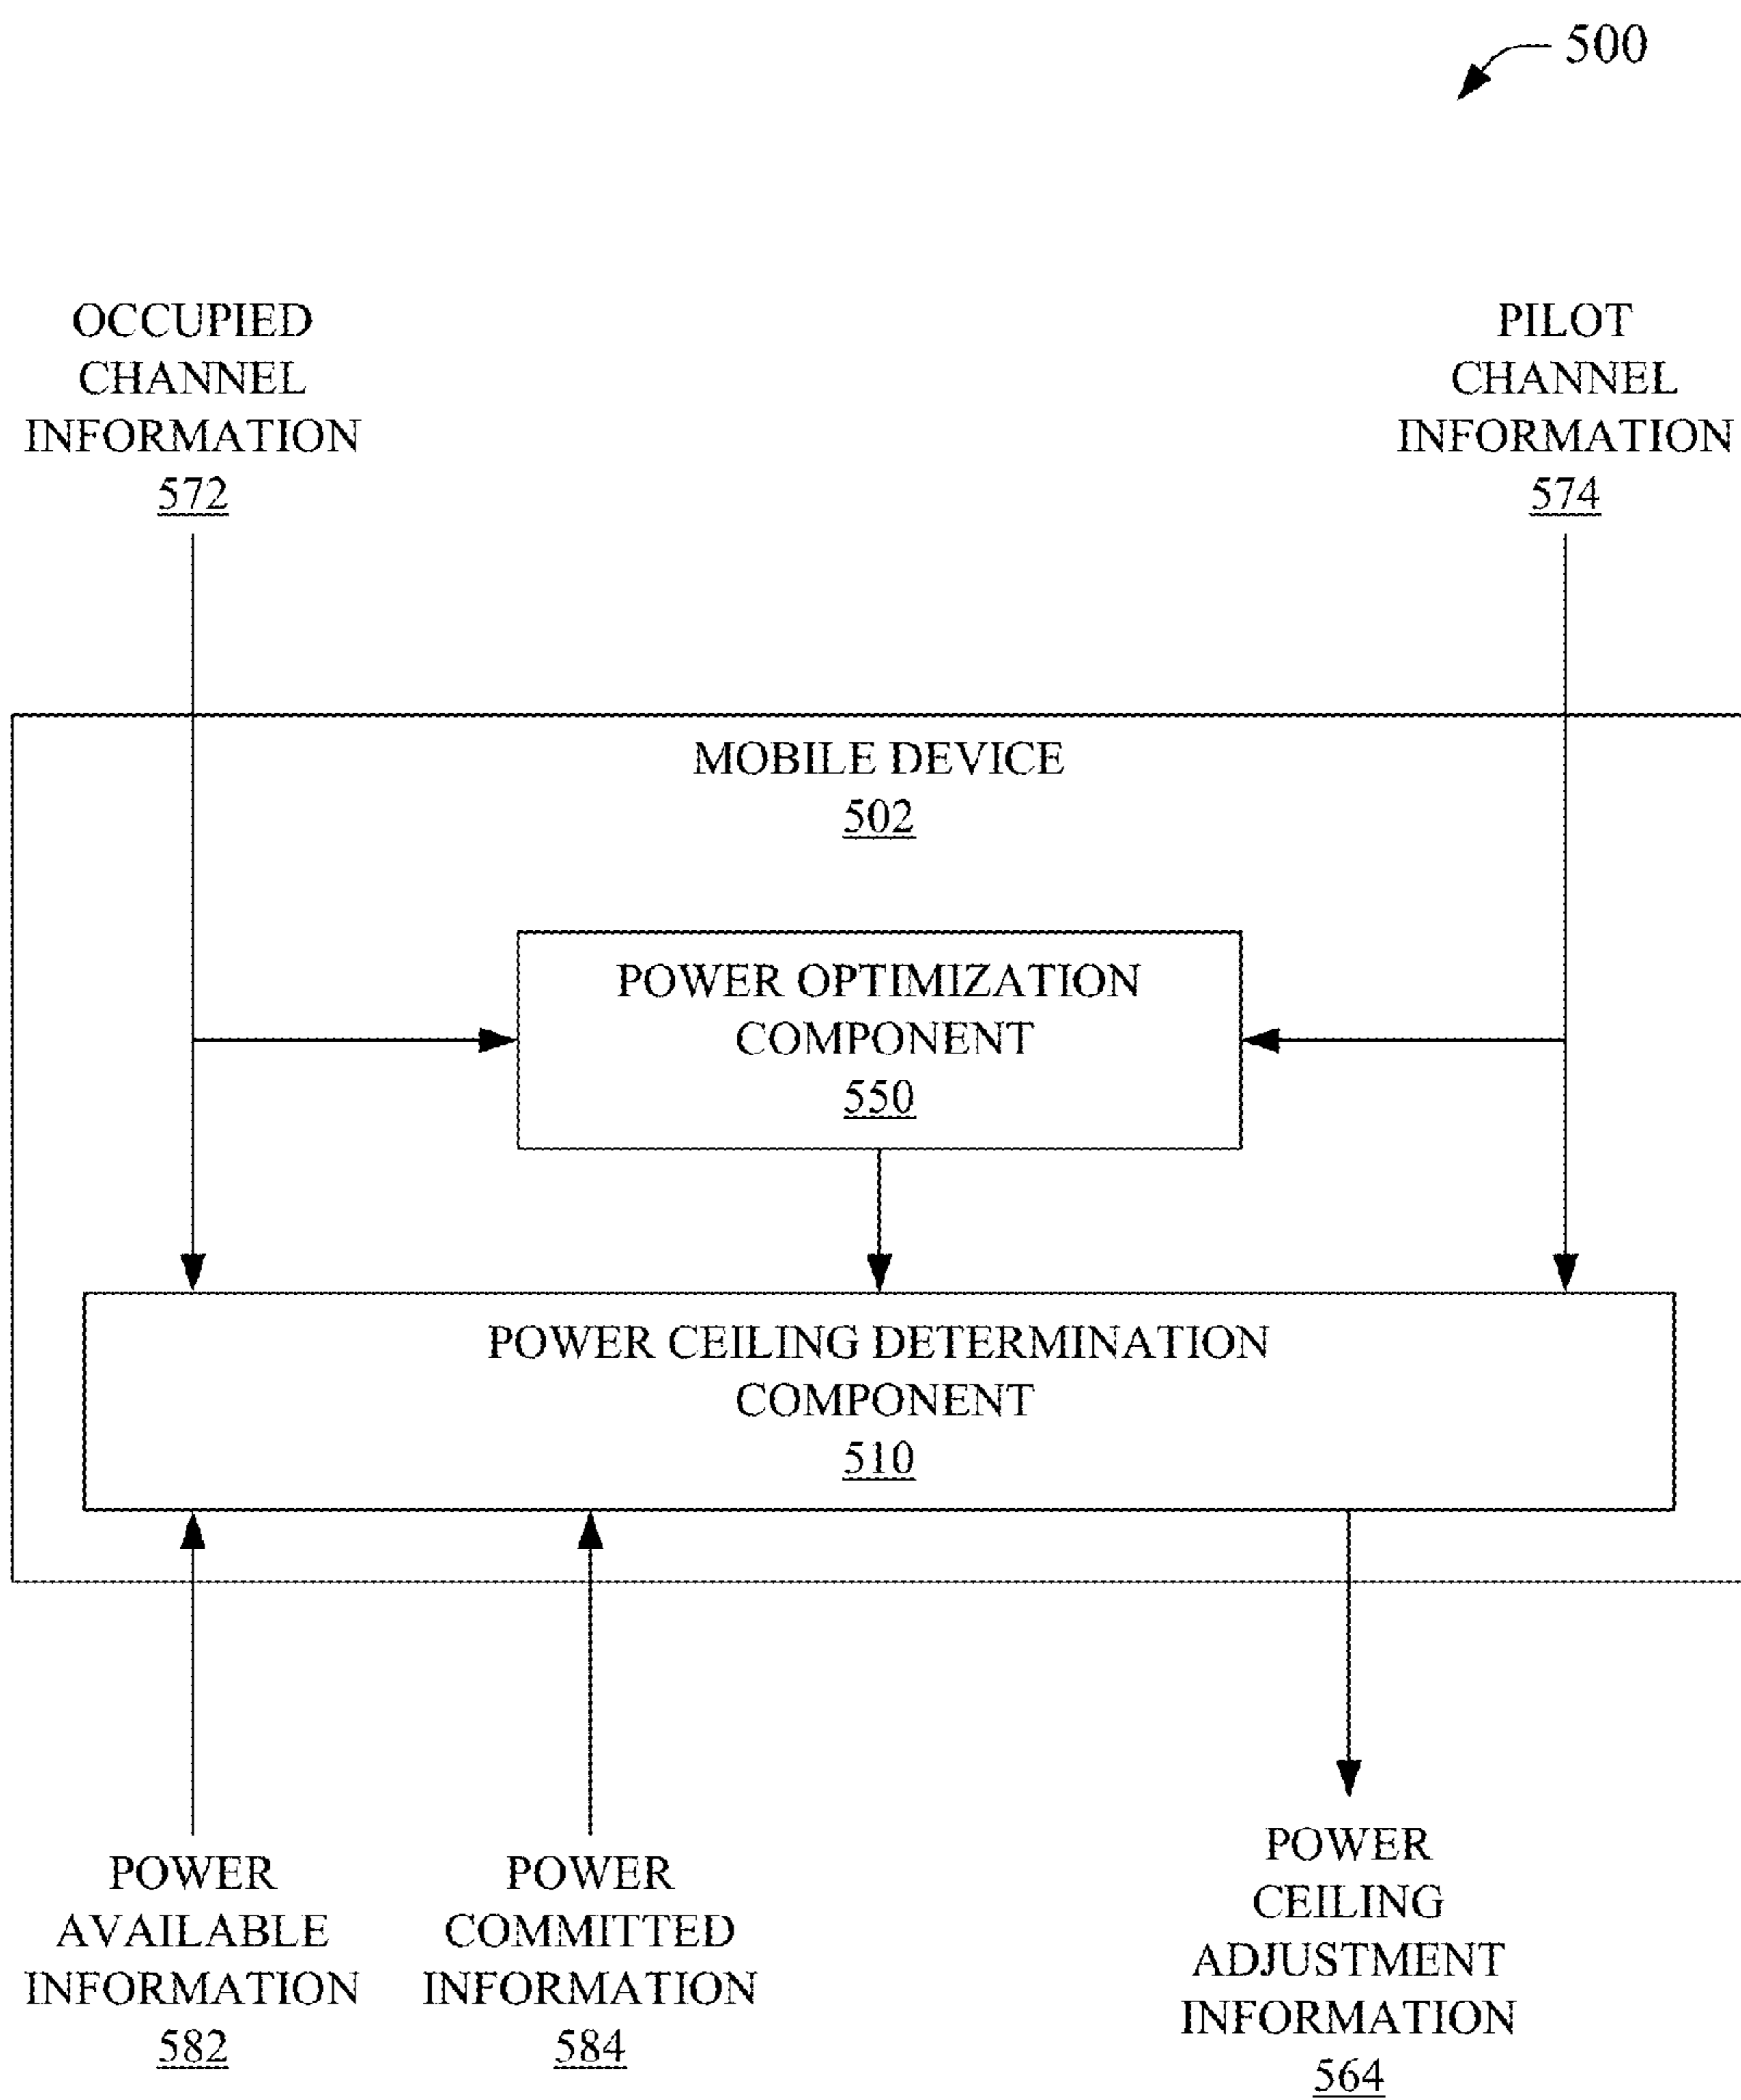 500
OCCUPIED
CHANNEL
INFORMATION
572
PILOT
CHANNEL
INFORMATION
574
MOBILE DEVICE
502
POWER OPTIMIZATION
COMPONENT
550
POWER CEILING DETERMINATION
COMPONENT
510
POWER
AVAILABLE
INFORMATION
582
POWER
COMMITTED
INFORMATION
584
POWER
CEILING
ADJUSTMENT
INFORMATION
564